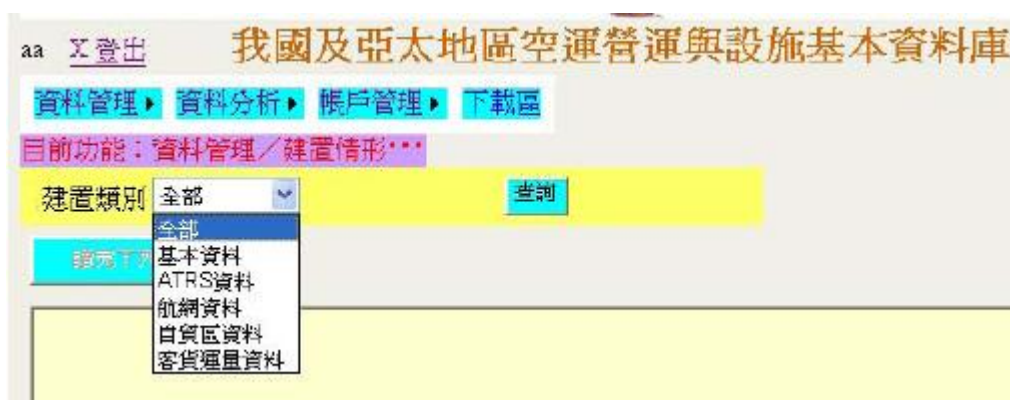 aa X登出 我國及亞太地區空運營運與設施基本資料庫
資料管理▶ 資料分析▶ 帳戶管理▶ 下載區
目前功能：資料管理／建置情形‧‧‧
建置類別 全部 查詢
全部
基本資料
ATRS資料
航網資料
自貿區資料
客貨運量資料